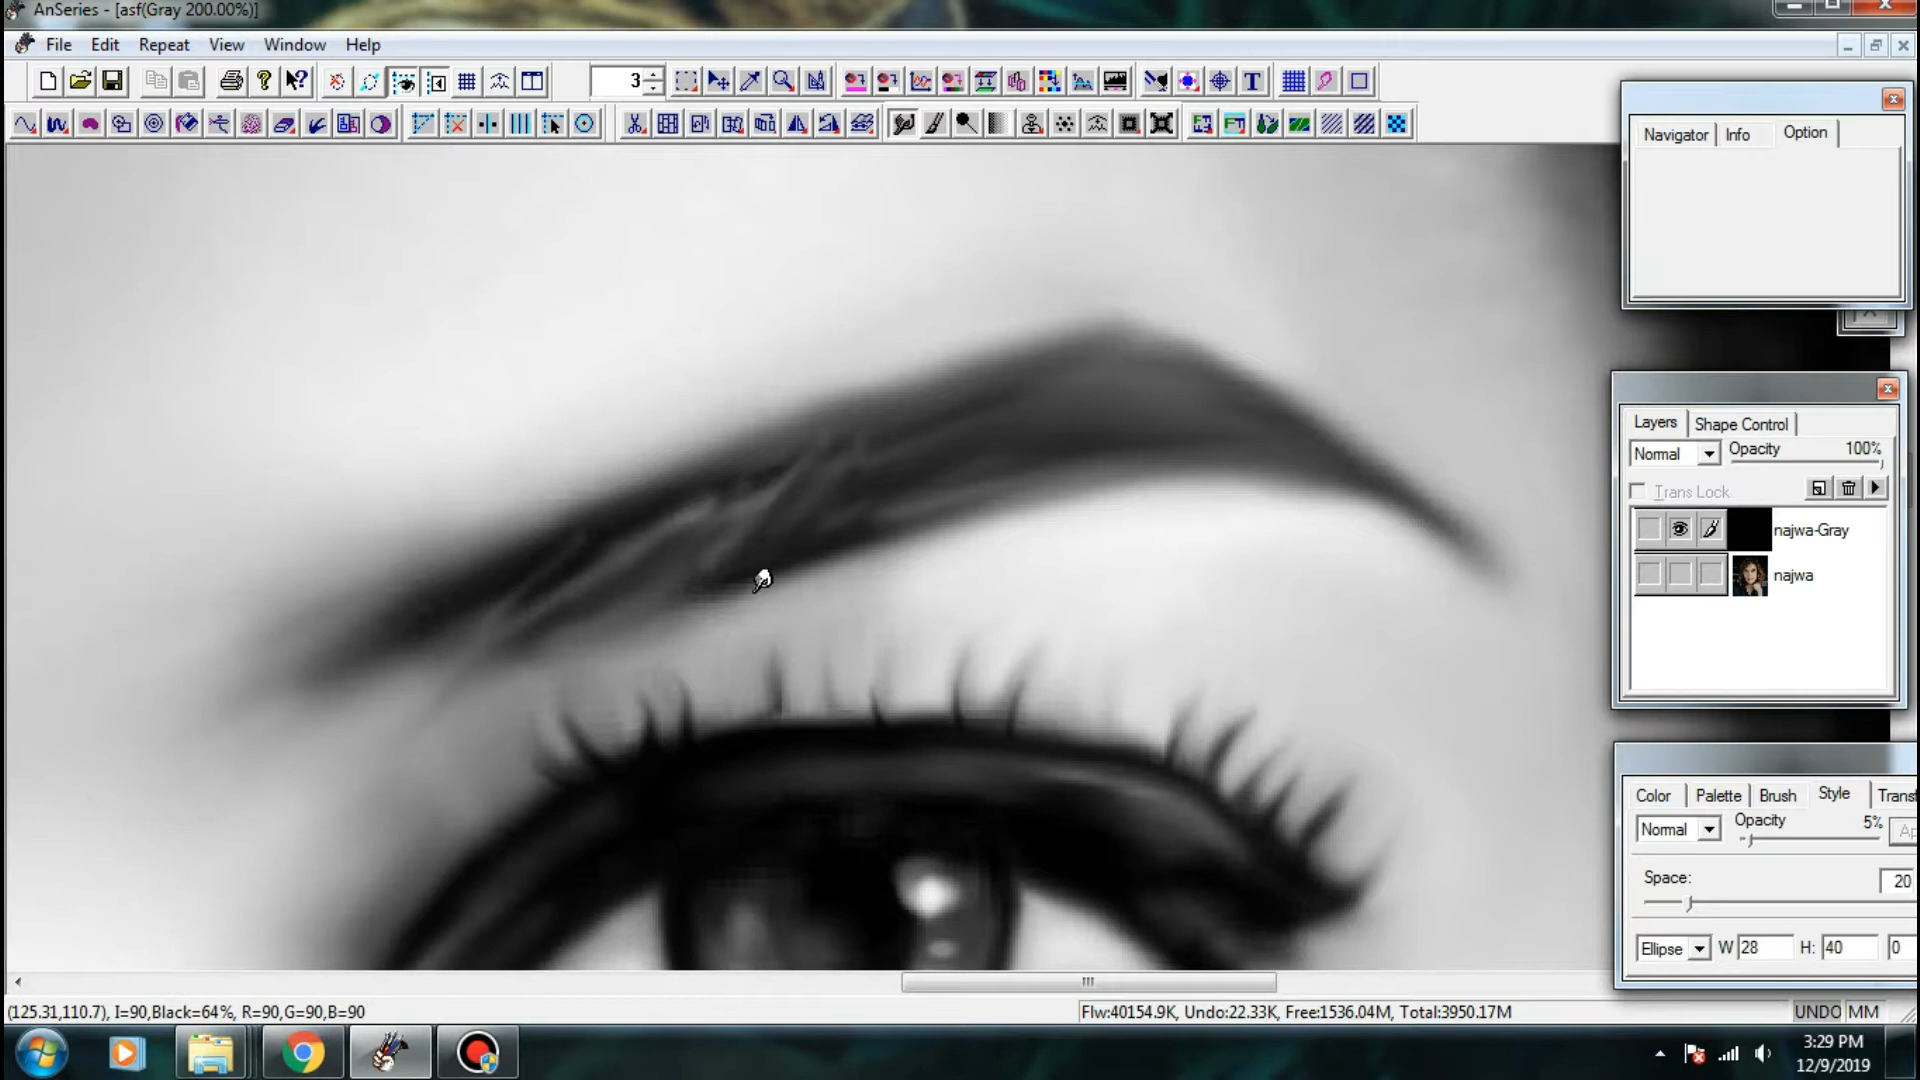 AnSeries - [asf(Gray 200.00%)]
File Edit Repeat View Window Help
3
Navigator Info Option
Layers Shape Control
Normal Opacity 100%
Trans Lock
najwa-Gray
najwa
Color Palette Brush Style Transf
Normal Opacity 5% Ap
Space: 20
Ellipse W 28 H: 40 0
(125.31,110.7), I=90,Black=64%, R=90,G=90,B=90
Flw:40154.9K, Undo:22.33K, Free:1536.04M, Total:3950.17M
UNDO MM
3:29 PM
12/9/2019